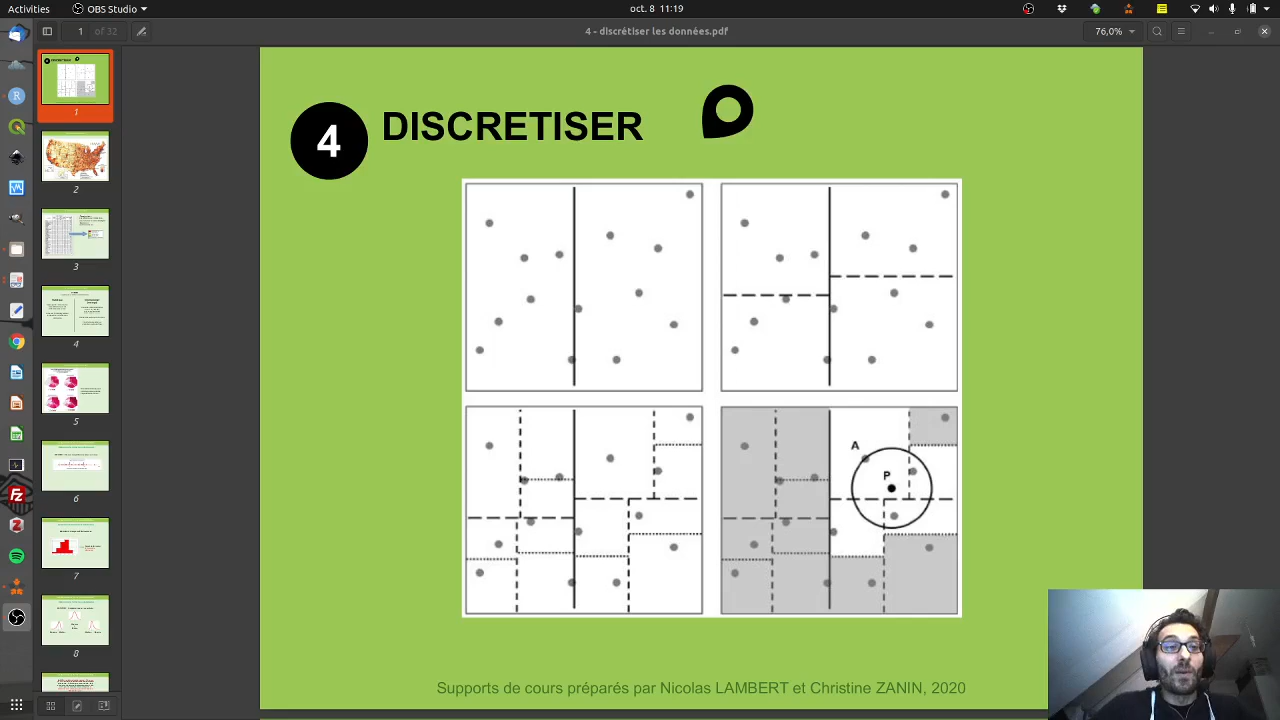 Activities
OBS Studio
oct. 8 11:19
1 of 32
4 - discrétiser les données.pdf
76,0%
1
2
3
4
5
6
7
8
4
DISCRETISER
A
P
Supports de cours préparés par Nicolas LAMBERT et Christine ZANIN, 2020